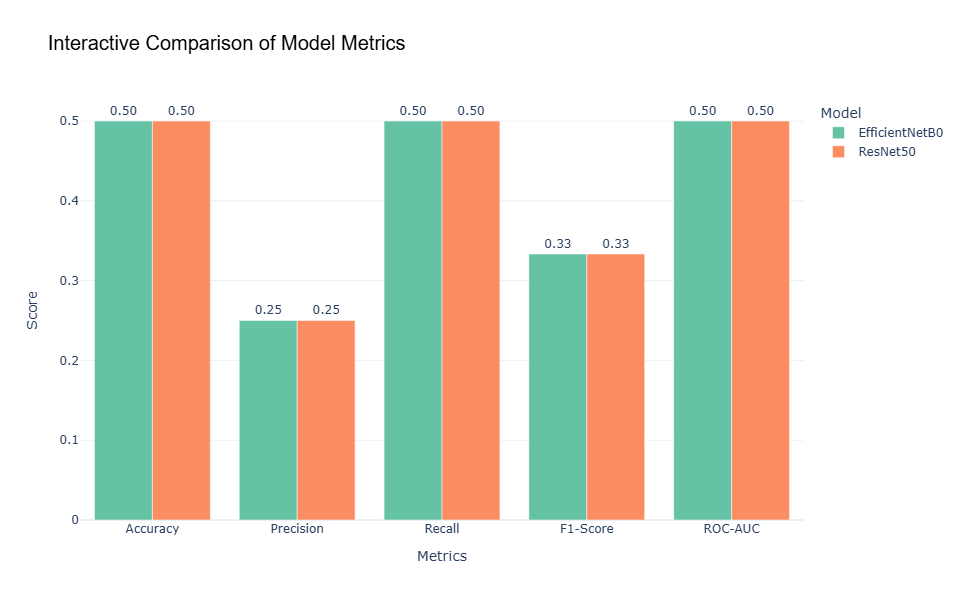 Interactive Comparison of Model Metrics
0.50 0.50 0.50 0.50 0.50 0.50
Model
0.5
EfficientNetB0
ResNet50
0.4
0.33 0.33
0.3
0.25 0.25
Score
0.2
0.1
0
Accuracy Precision Recall F1-Score ROC-AUC
Metrics